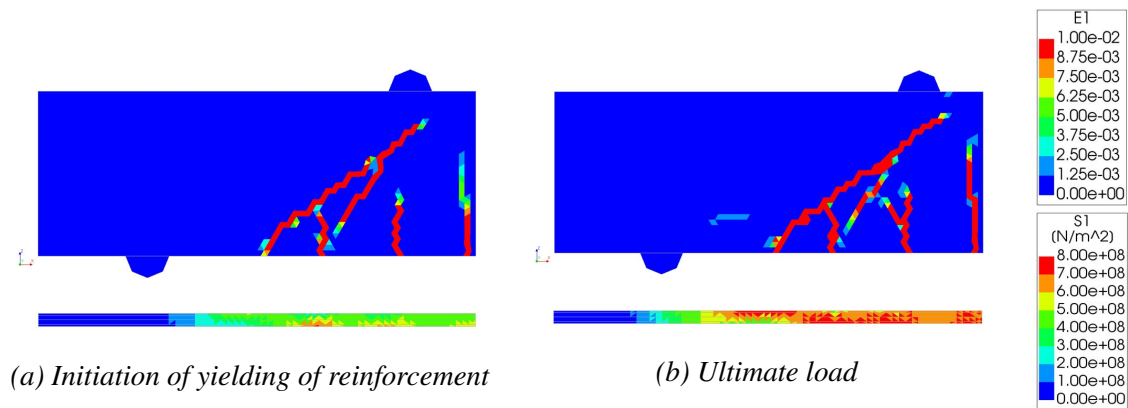 E1
1.00e-02
8.75e-03
7.50e-03
6.25e-03
5.00e-03
3.75e-03
2.50e-03
1.25e-03
0.00e+00
S1
(N/m^2)
8.00e+08
7.00e+08
6.00e+08
5.00e+08
4.00e+08
3.00e+08
2.00e+08
1.00e+08
0.00e+00
(a) Initiation of yielding of reinforcement
(b) Ultimate load